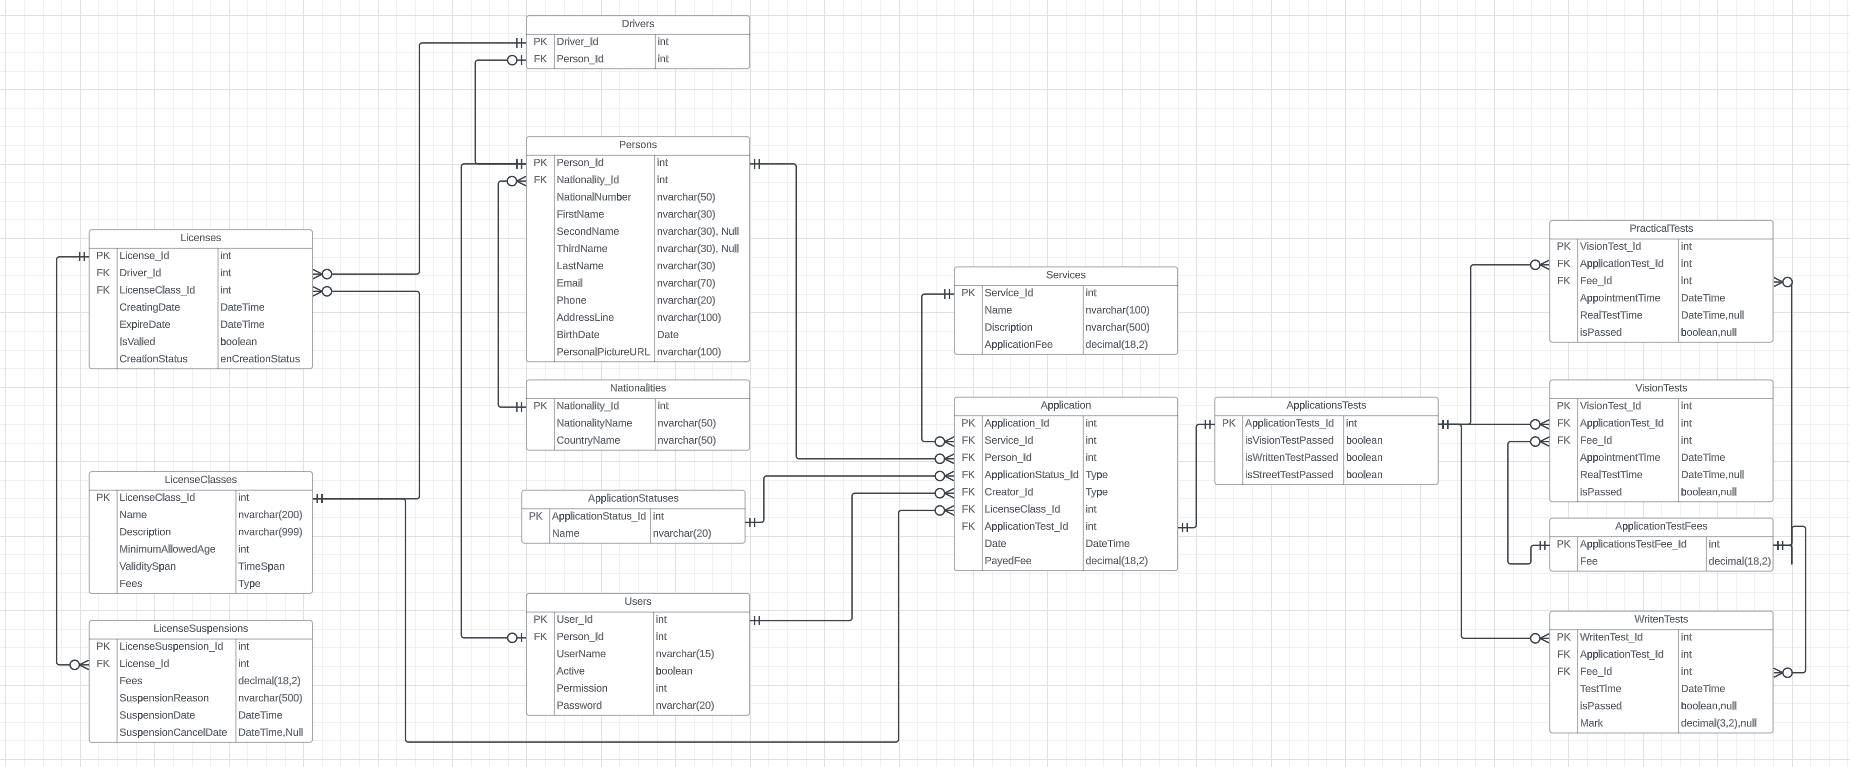 Drivers
PK Driver_Id int
FK Person_Id int
Persons
PK Person_Id int
FK Nationality_Id int
NationalNumber nvarchar(50)
FirstName nvarchar(30)
SecondName nvarchar(30), Null
ThirdName nvarchar(30), Null
LastName nvarchar(30)
Email nvarchar(70)
Phone nvarchar(20)
AddressLine nvarchar(100)
BirthDate Date
PersonalPictureURL nvarchar(100)
Licenses
PK License_Id int
FK Driver_Id int
FK LicenseClass_Id int
CreatingDate DateTime
ExpireDate DateTime
IsValied boolean
CreationStatus enCreationStatus
Nationalities
PK Nationality_Id int
NationalityName nvarchar(50)
CountryName nvarchar(50)
LicenseClasses
PK LicenseClass_Id int
Name nvarchar(200)
Description nvarchar(999)
MinimumAllowedAge int
ValiditySpan TimeSpan
Fees Type
ApplicationStatuses
PK ApplicationStatus_Id int
Name nvarchar(20)
LicenseSuspensions
PK LicenseSuspension_Id int
FK License_Id int
Fees decimal(18,2)
SuspensionReason nvarchar(500)
SuspensionDate DateTime
SuspensionCancelDate DateTime,Null
Users
PK User_Id int
FK Person_Id int
UserName nvarchar(15)
Active boolean
Permission int
Password nvarchar(20)
Services
PK Service_Id int
Name nvarchar(100)
Discription nvarchar(500)
ApplicationFee decimal(18,2)
Application
PK Application_Id int
FK Service_Id int
FK Person_Id int
FK ApplicationStatus_Id Type
FK Creator_Id Type
FK LicenseClass_Id int
FK ApplicationTest_Id int
Date DateTime
PayedFee decimal(18,2)
ApplicationsTests
PK ApplicationTests_Id int
isVisionTestPassed boolean
isWrittenTestPassed boolean
isStreetTestPassed boolean
PracticalTests
PK VisionTest_Id int
FK ApplicationTest_Id int
FK Fee_Id int
AppointmentTime DateTime
RealTestTime DateTime,null
isPassed boolean,null
VisionTests
PK VisionTest_Id int
FK ApplicationTest_Id int
FK Fee_Id int
AppointmentTime DateTime
RealTestTime DateTime,null
isPassed boolean,null
ApplicationTestFees
PK ApplicationsTestFee_Id int
Fee decimal(18,2)
WritenTests
PK WritenTest_Id int
FK ApplicationTest_Id int
FK Fee_Id int
TestTime DateTime
isPassed boolean,null
Mark decimal(3,2),null